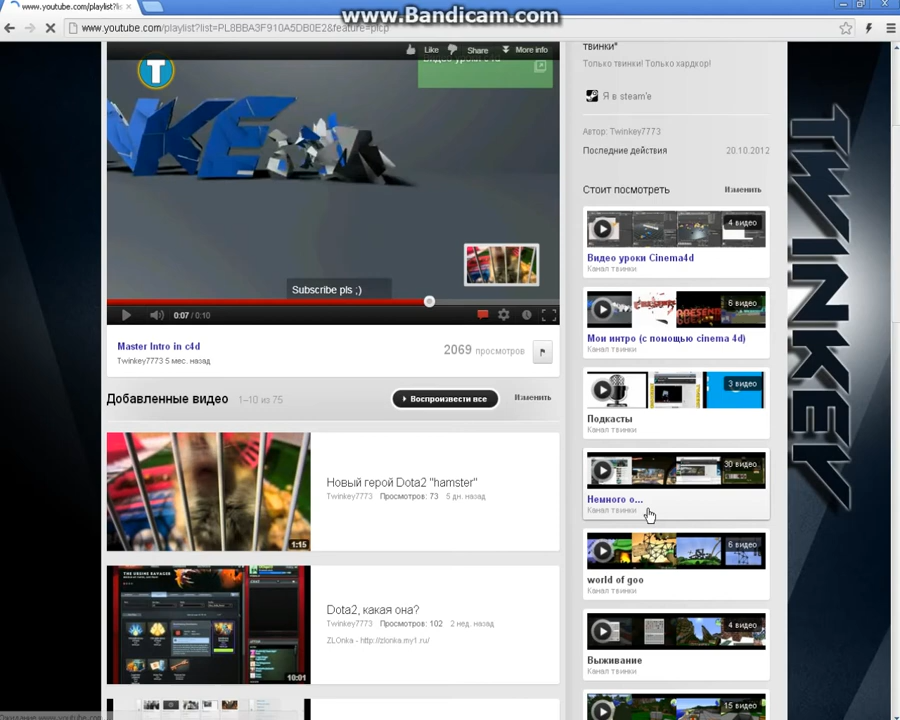 www.youtube.com/playlist?lis
www.Bandicam.com
www.youtube.com/playlist?list=PL8BBA3F910A5DB0E2&feature=plcp
Like
Share
More info
T
KE
Subscribe pls ;)
0:07 / 0:10
Master Intro in c4d
Twinkey7773 5 мес. назад
2069 просмотров
Добавленные видео 1–10 из 75
Воспроизвести все
Изменить
Новый герой Dota2 "hamster"
Twinkey7773 Просмотров: 73 5 дн. назад
1:15
Dota2, какая она?
Twinkey7773 Просмотров: 102 2 нед. назад
ZLOnka - http://zlonka.my1.ru/
10:01
твинки"
Только твинки! Только хардкор!
Я в steam'e
Автор: Twinkey7773
Последние действия 20.10.2012
Стоит посмотреть Изменить
4 видео
Видео уроки Cinema4d
Канал твинки
6 видео
Мои интро (с помощью cinema 4d)
Канал твинки
3 видео
Подкасты
Канал твинки
30 видео
Немного о...
Канал твинки
6 видео
world of goo
Канал твинки
4 видео
Выживание
Канал твинки
15 видео
TWINKEY